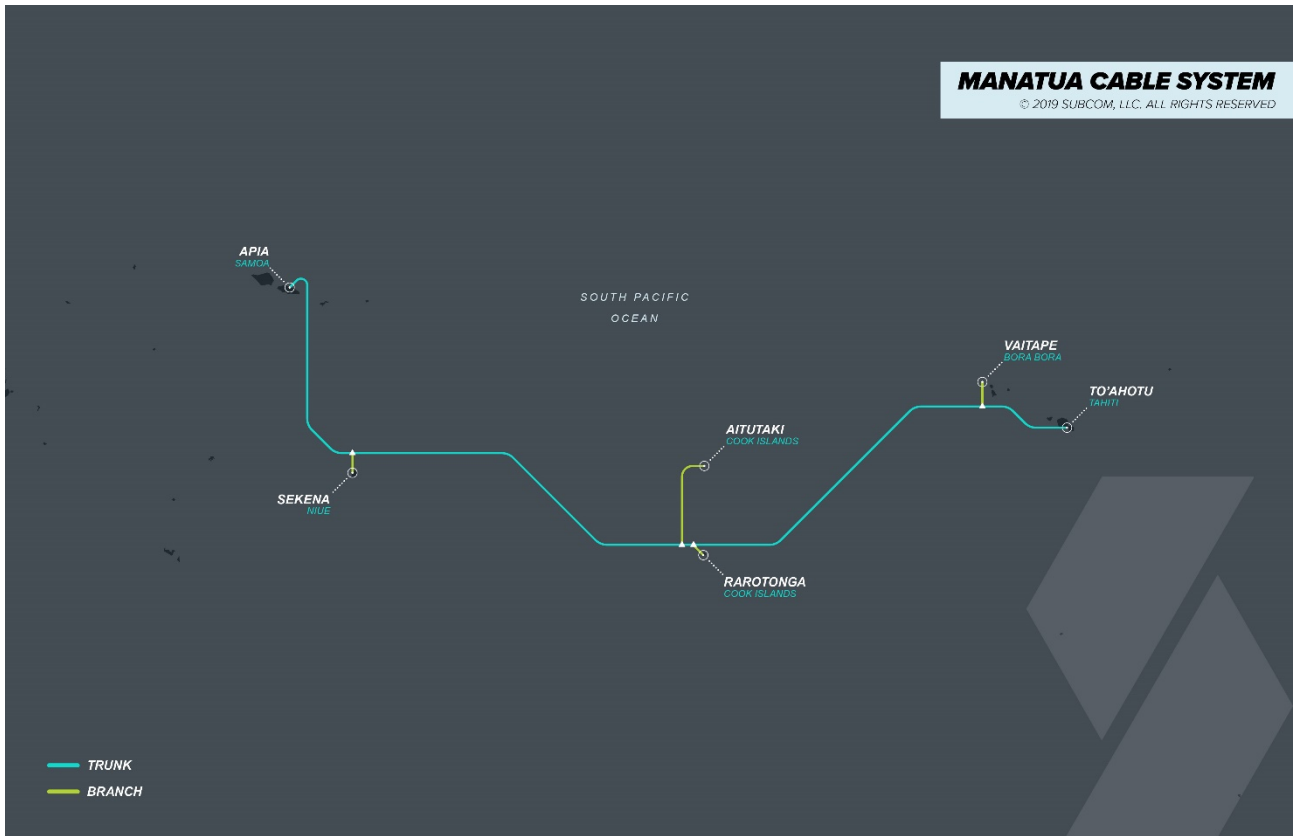 MANATUA CABLE SYSTEM
© 2019 SUBCOM, LLC. ALL RIGHTS RESERVED
APIA
SAMOA
SOUTH PACIFIC
OCEAN
VAITAPE
BORA BORA
TO'AHOTU
TAHITI
AITUTAKI
COOK ISLANDS
SEKENA
NIUE
RAROTONGA
COOK ISLANDS
TRUNK
BRANCH